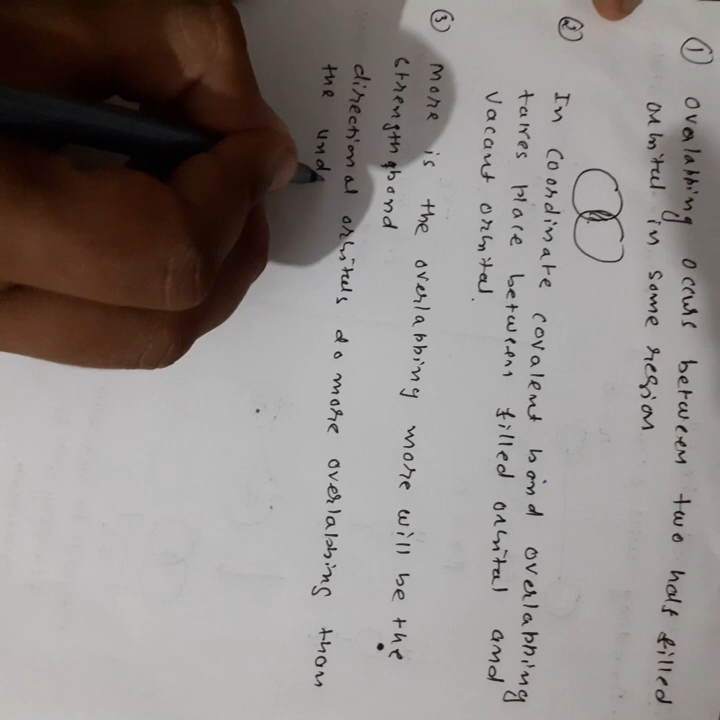 ① Overlapping occurs between two half filled
orbital in some region
② In Coordinate covalent bond overlapping
takes place between filled orbital and
vacant orbital.
③ more is the overlapping more will be the
strength bond
directional orbitals do more overlapping than
the und